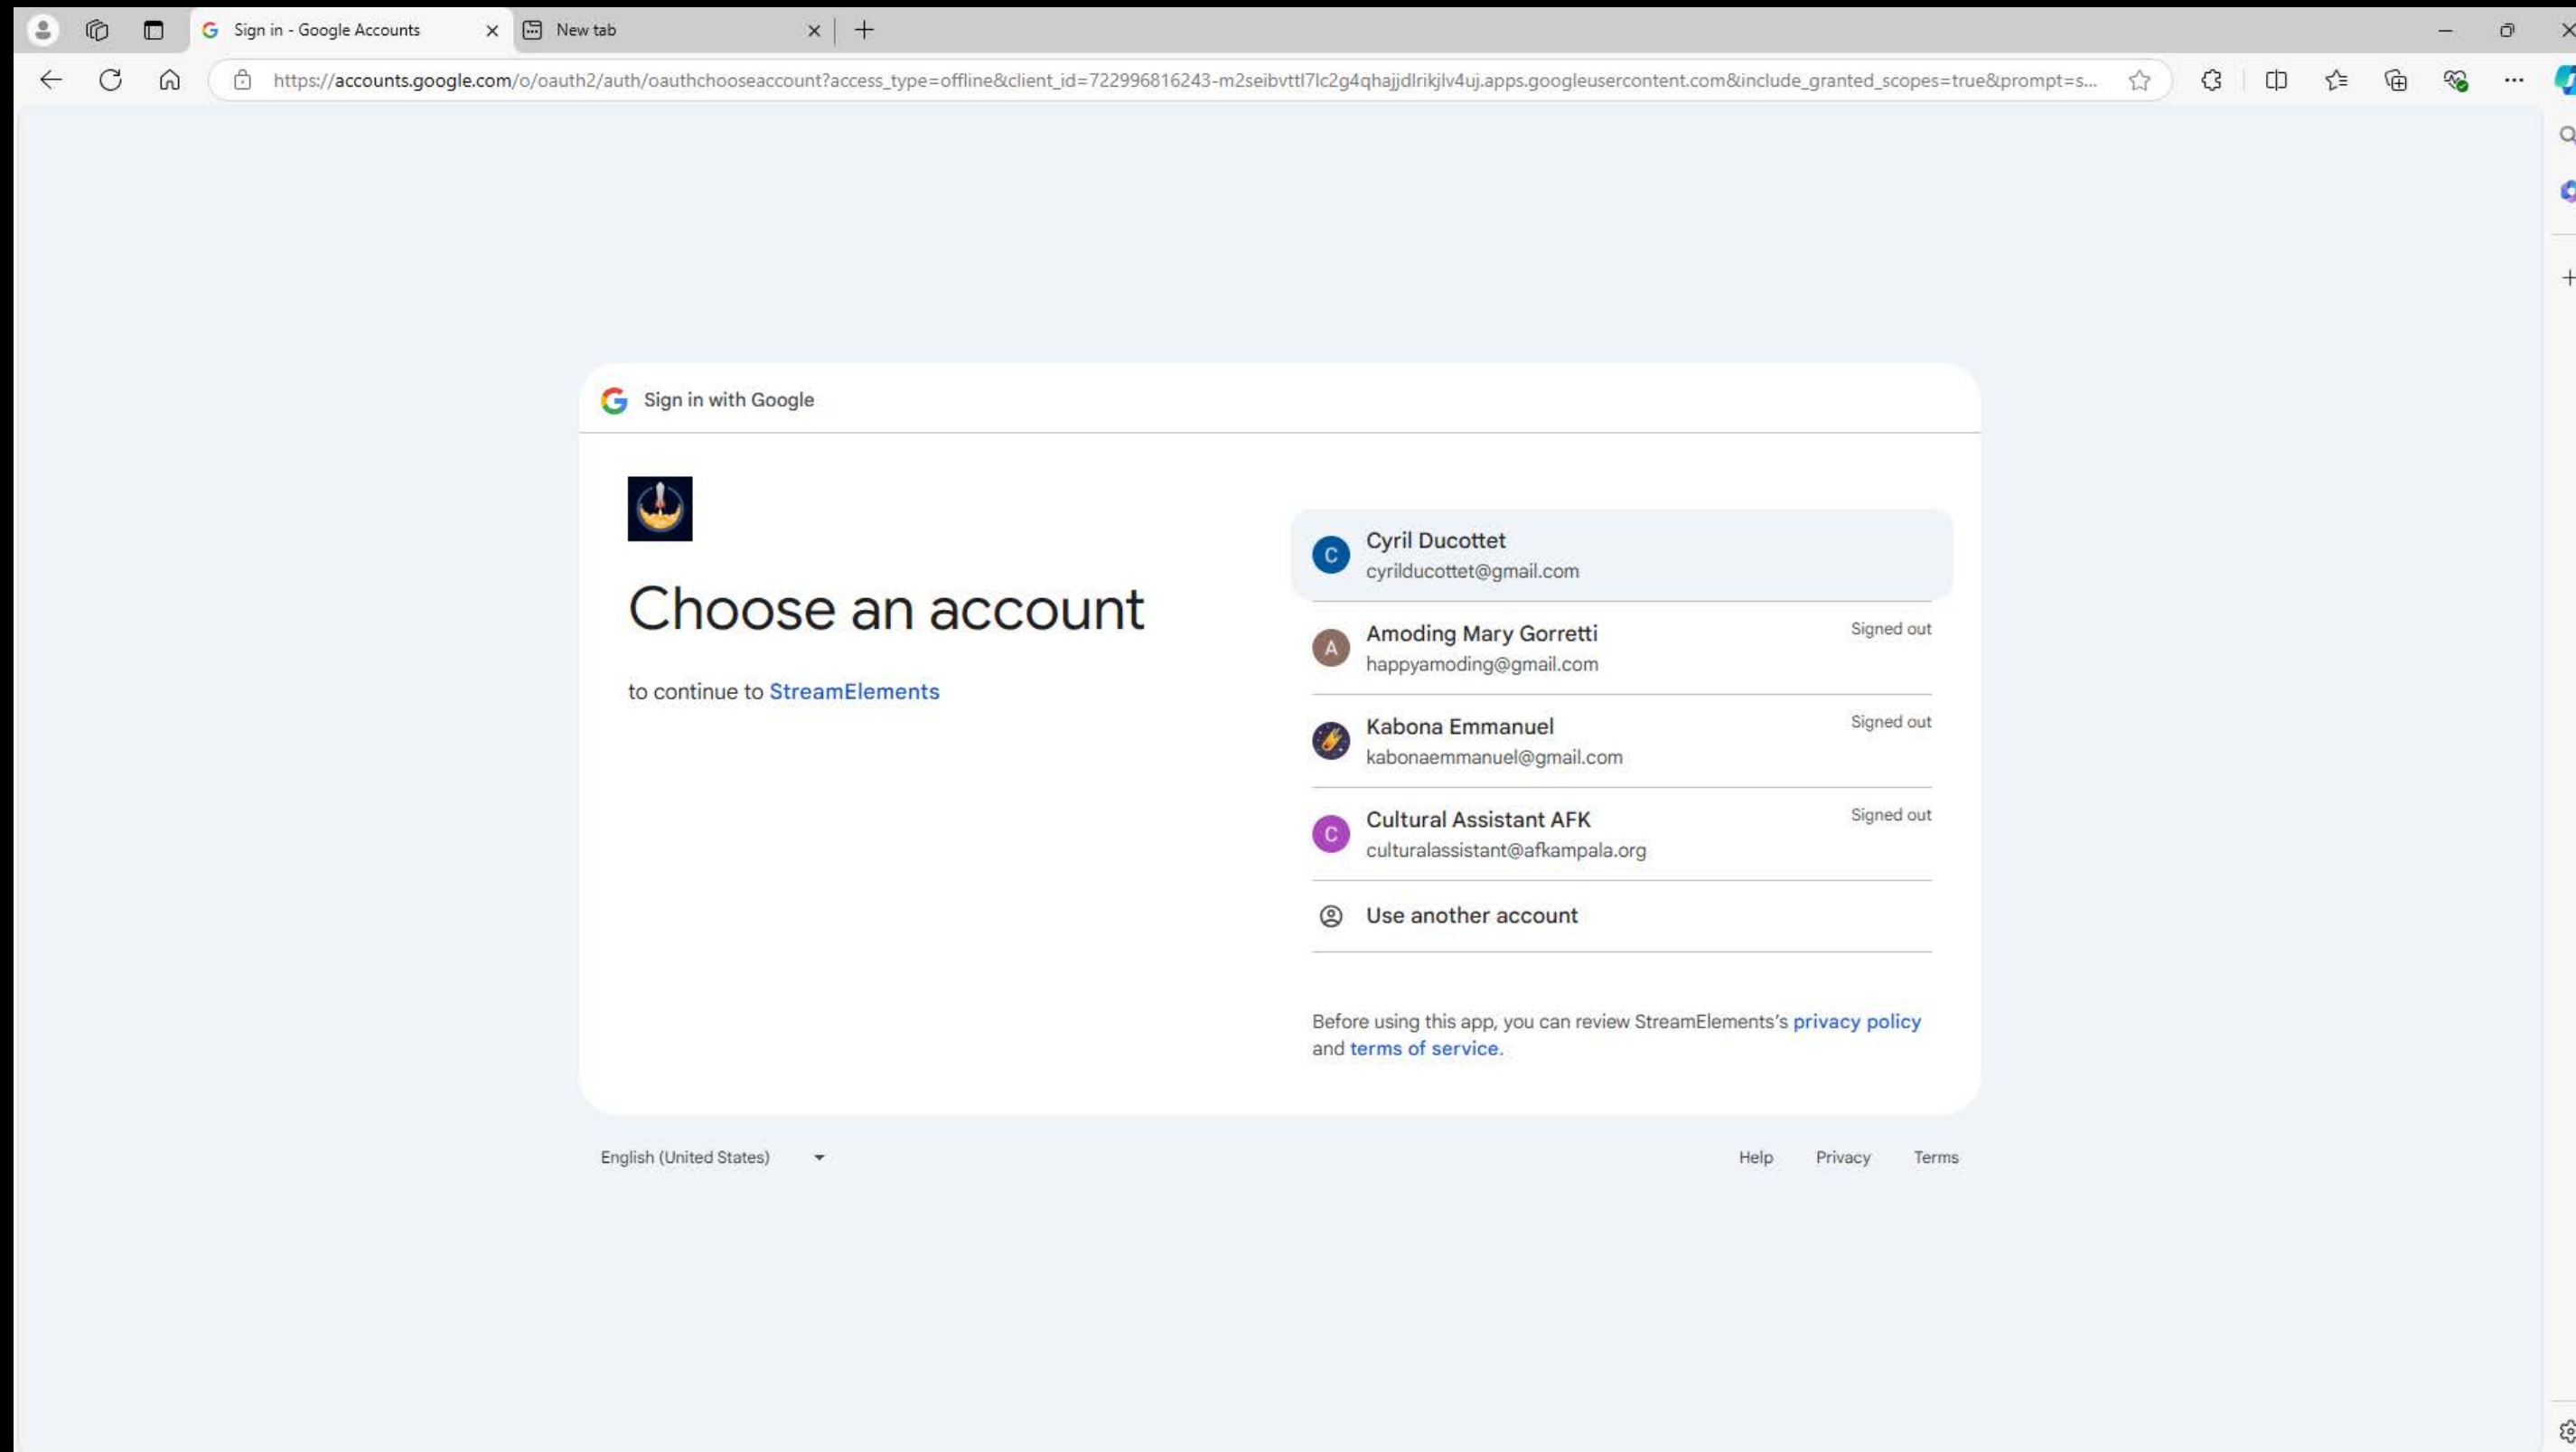 Sign in - Google Accounts
New tab
https://accounts.google.com/o/oauth2/auth/oauthchooseaccount?access_type=offline&client_id=722996816243-m2seibvttl7lc2g4qhajjdlrikjlv4uj.apps.googleusercontent.com&include_granted_scopes=true&prompt=s...
Sign in with Google
Choose an account
to continue to StreamElements
C
Cyril Ducottet
cyrilducottet@gmail.com
A
Amoding Mary Gorretti
Signed out
happyamoding@gmail.com
Kabona Emmanuel
Signed out
kabonaemmanuel@gmail.com
C
Cultural Assistant AFK
Signed out
culturalassistant@afkampala.org
Use another account
Before using this app, you can review StreamElements's privacy policy
and terms of service.
English (United States)
Help Privacy Terms